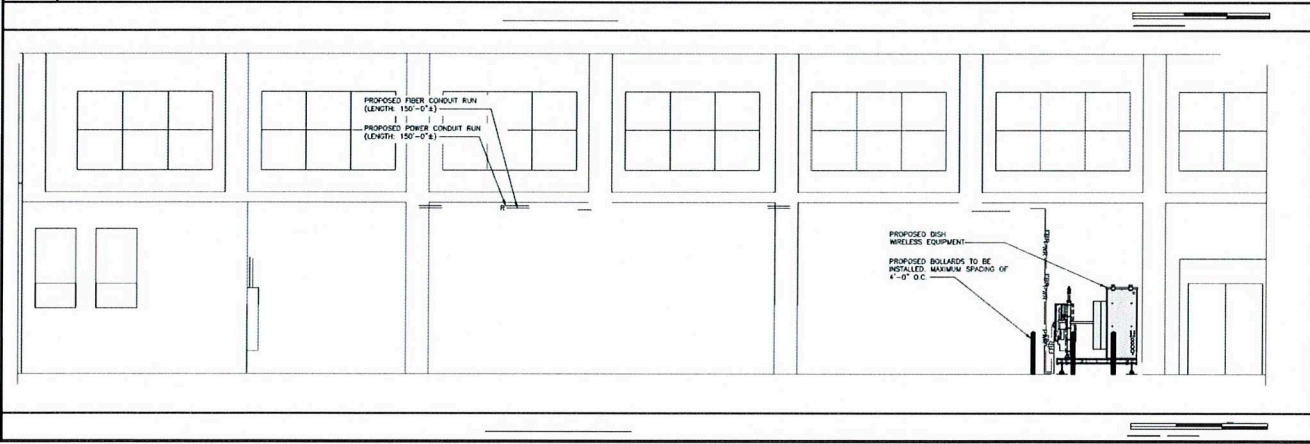 PROPOSED FIBER CONDUIT RUN
(LENGTH: 150'-0"±)
PROPOSED POWER CONDUIT RUN
(LENGTH: 150'-0"±)
PROPOSED DISH
WIRELESS EQUIPMENT
PROPOSED BOLLARDS TO BE
INSTALLED. MAXIMUM SPACING OF
4'-0" O.C.